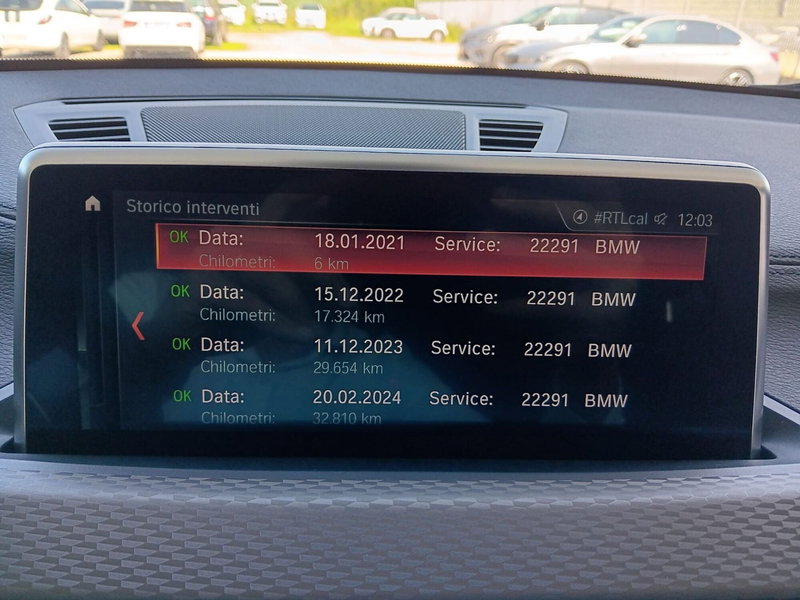 Storico interventi
#RTLcal 12:03
OK Data: 18.01.2021 Service: 22291 BMW
Chilometri: 6 km
OK Data: 15.12.2022 Service: 22291 BMW
Chilometri: 17.324 km
OK Data: 11.12.2023 Service: 22291 BMW
Chilometri: 29.654 km
OK Data: 20.02.2024 Service: 22291 BMW
Chilometri: 32.810 km